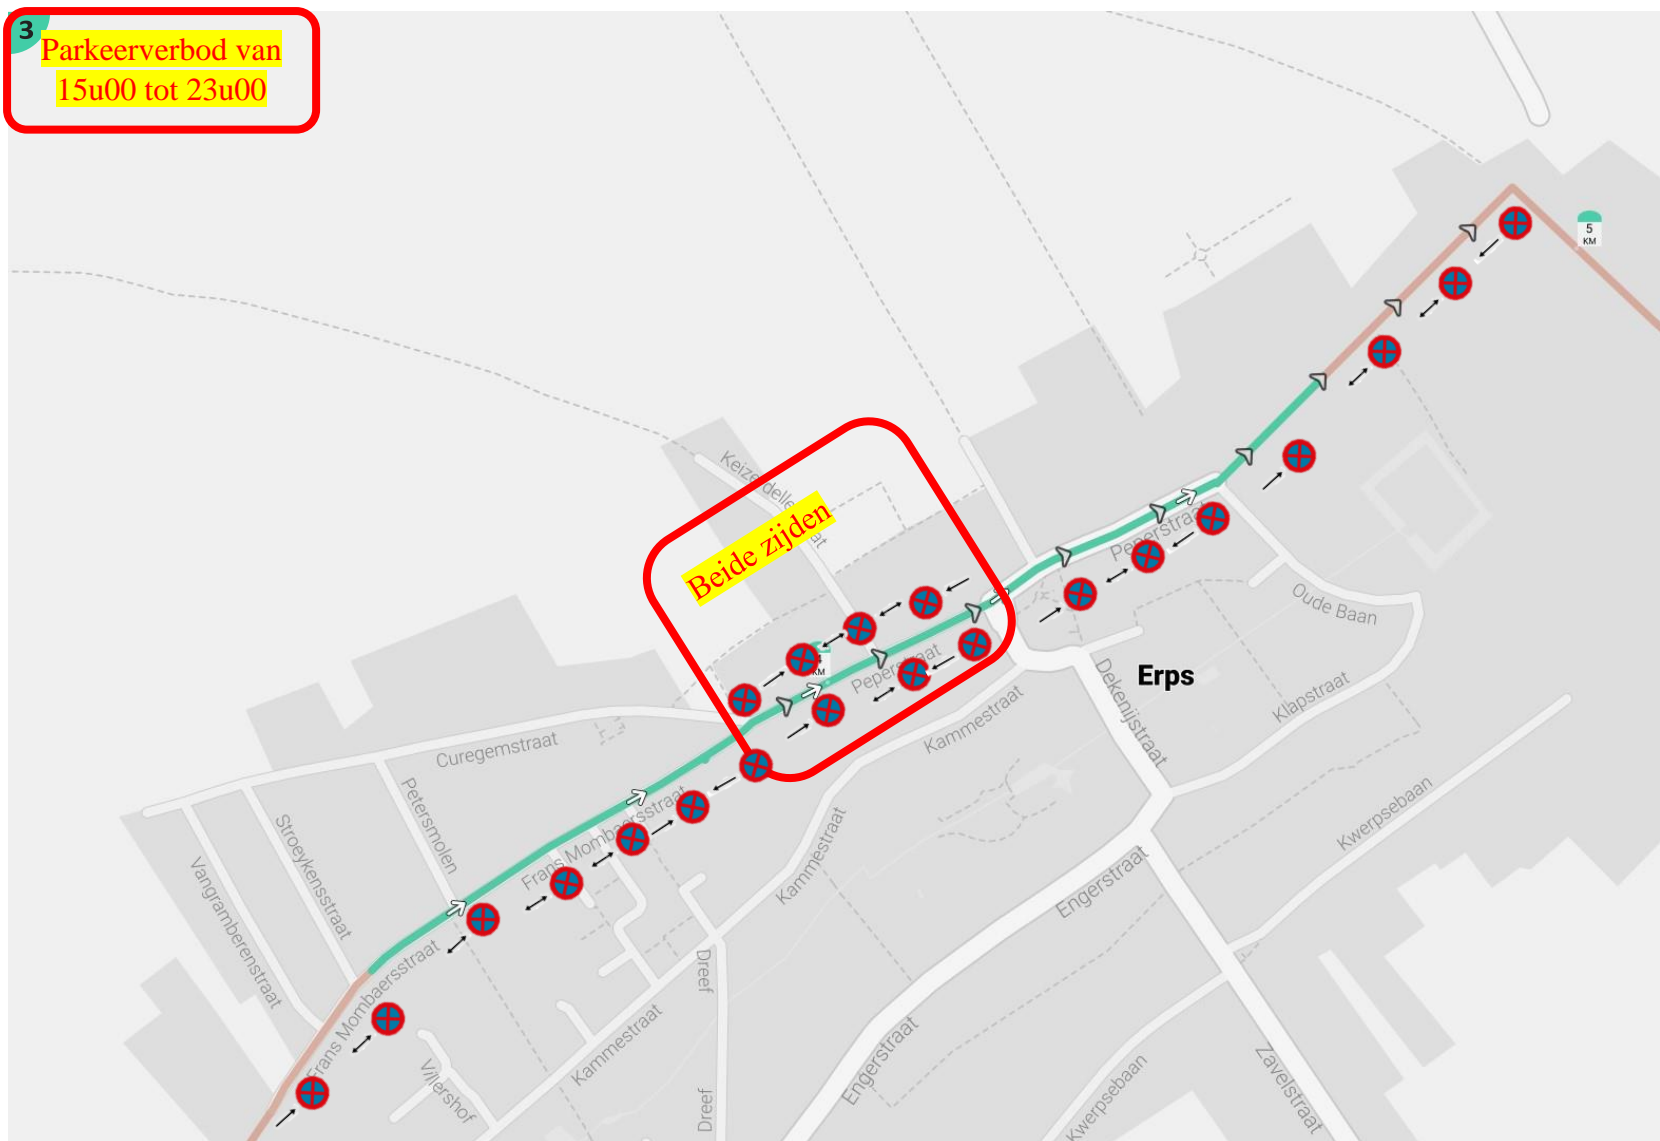 3
Parkeerverbod van
15u00 tot 23u00
5
KM
Beide zijden
Peperstraat
Oude Baan
KM
Peperstraat
Erps
Dekenijstraat
Klapstraat
Kammestraat
Curegemstraat
Petersmolen
Stroeykensstraat
Vangramberenstraat
Frans Mombaersstraat
Kammestraat
Kwerpsebaan
Engerstraat
Frans Mombaersstraat
Dreef
Kammestraat
Villershof
Dreef
Engerstraat
Kwerpsebaan
Zavelstraat